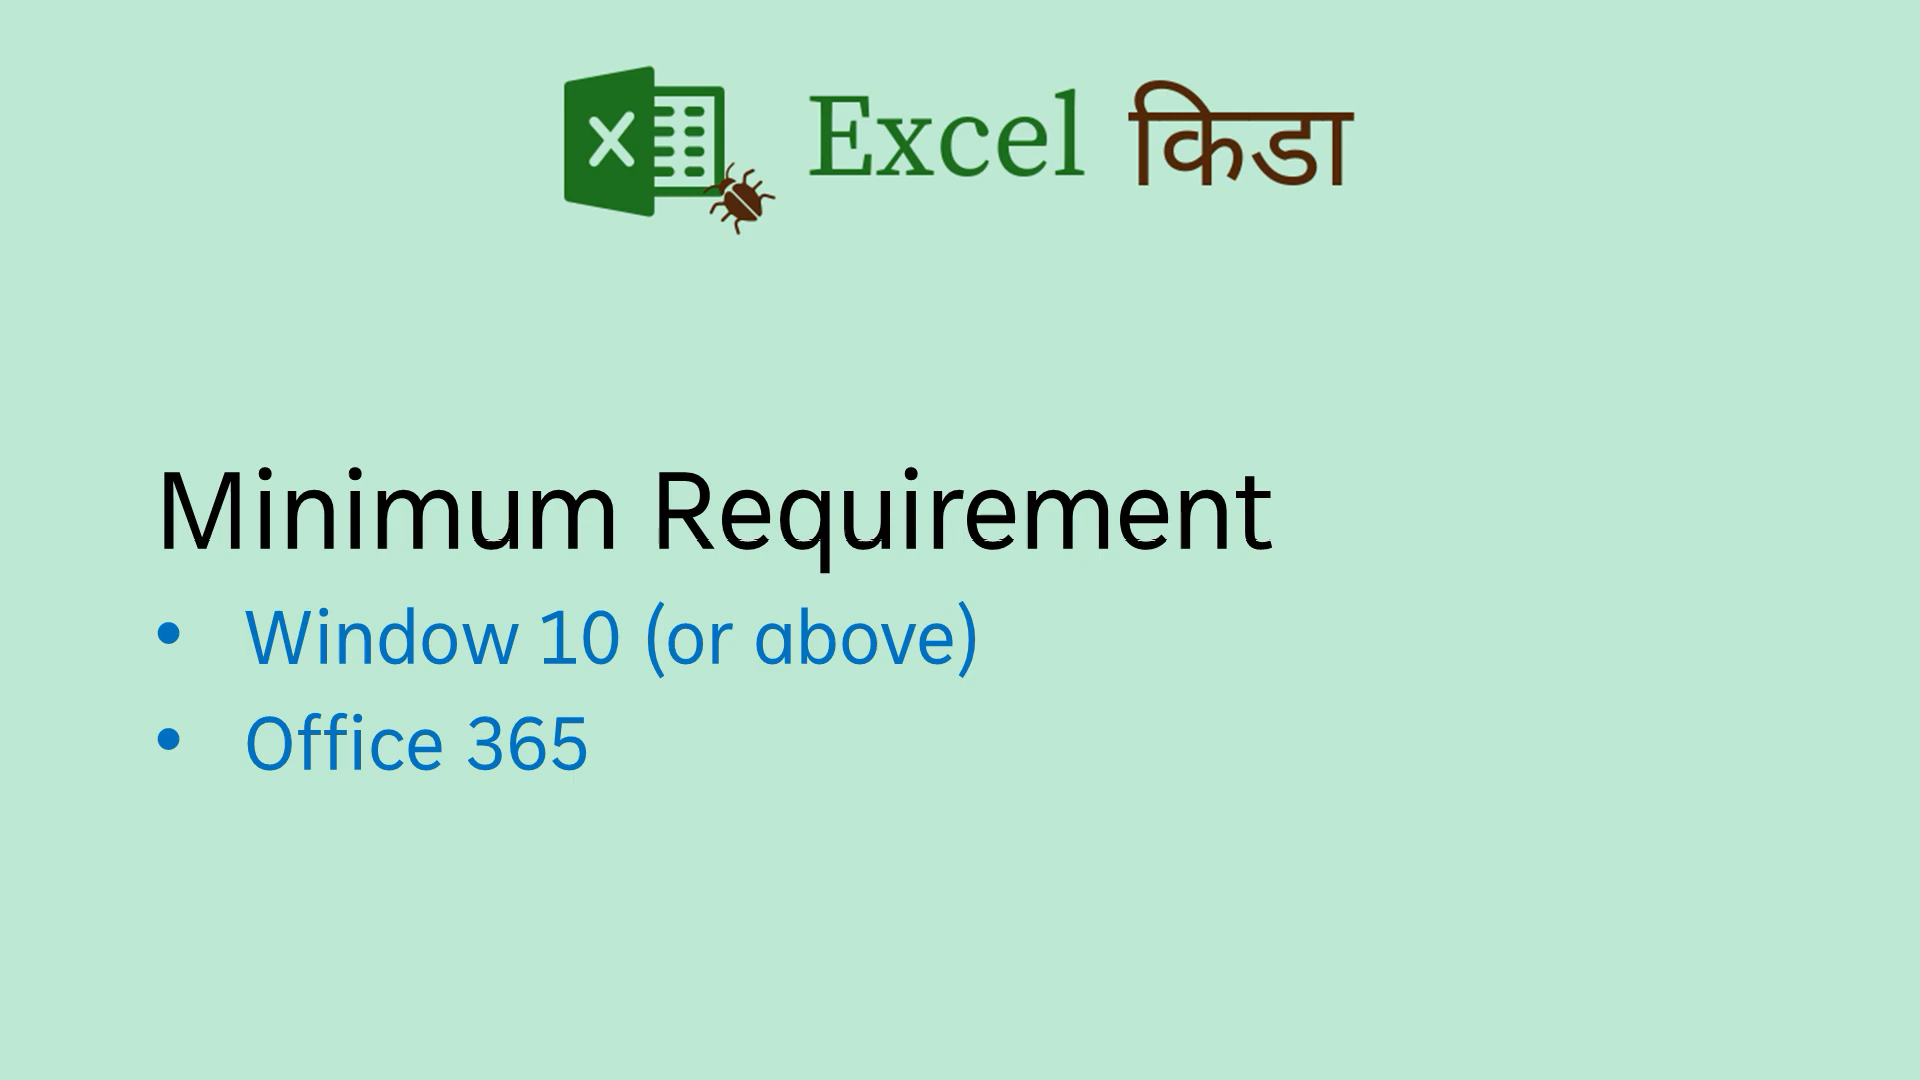 Excel किडा
Minimum Requirement
• Window 10 (or above)
• Office 365